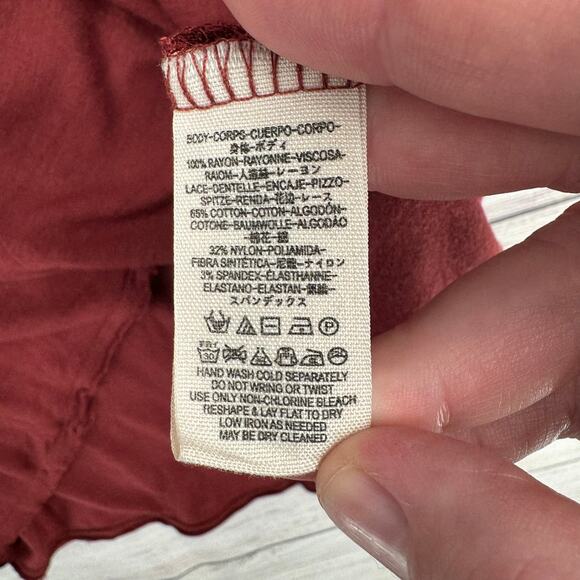 BODY-CORPS-CUERPO-CORPO-
身体-ボディ
100% RAYON-RAYONNE-VISCOSA-
RAIOM-人造絲-レーヨン
LACE-DENTELLE-ENCAJE-PIZZO-
SPITZE-RENDA-花边-レース
65% COTTON-COTON-ALGODÓN-
COTONE-BAUMWOLLE-ALGODÃO
-棉花-綿
32% NYLON-POLIAMIDA-
FIBRA SINTÉTICA-尼龍-ナイロン
3% SPANDEX-ÉLASTHANNE-
ELASTANO-ELASTAN-
スパンデックス
P
30
HAND WASH COLD SEPARATELY
DO NOT WRING OR TWIST
USE ONLY NON-CHLORINE BLEACH
RESHAPE & LAY FLAT TO DRY
LOW IRON AS NEEDED
MAY BE DRY CLEANED